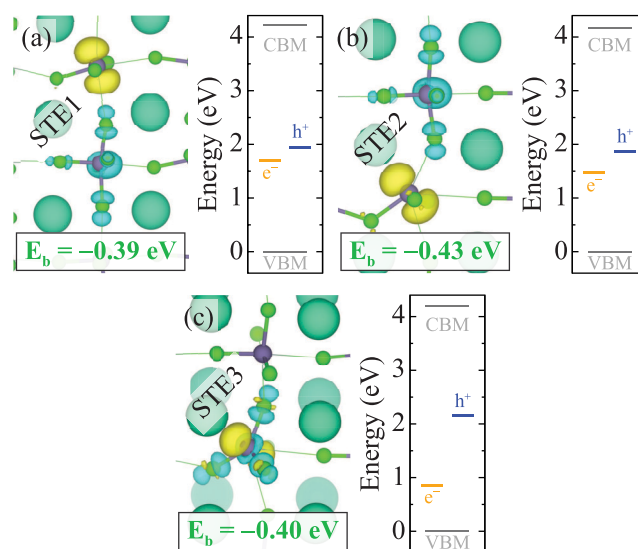 (a)
STE1
E_b = −0.39 eV
Energy (eV)
4
3
2
1
0
CBM
h⁺
e⁻
VBM
(b)
STE2
E_b = −0.43 eV
Energy (eV)
4
3
2
1
0
CBM
h⁺
e⁻
VBM
(c)
STE3
E_b = −0.40 eV
Energy (eV)
4
3
2
1
0
CBM
h⁺
e⁻
VBM